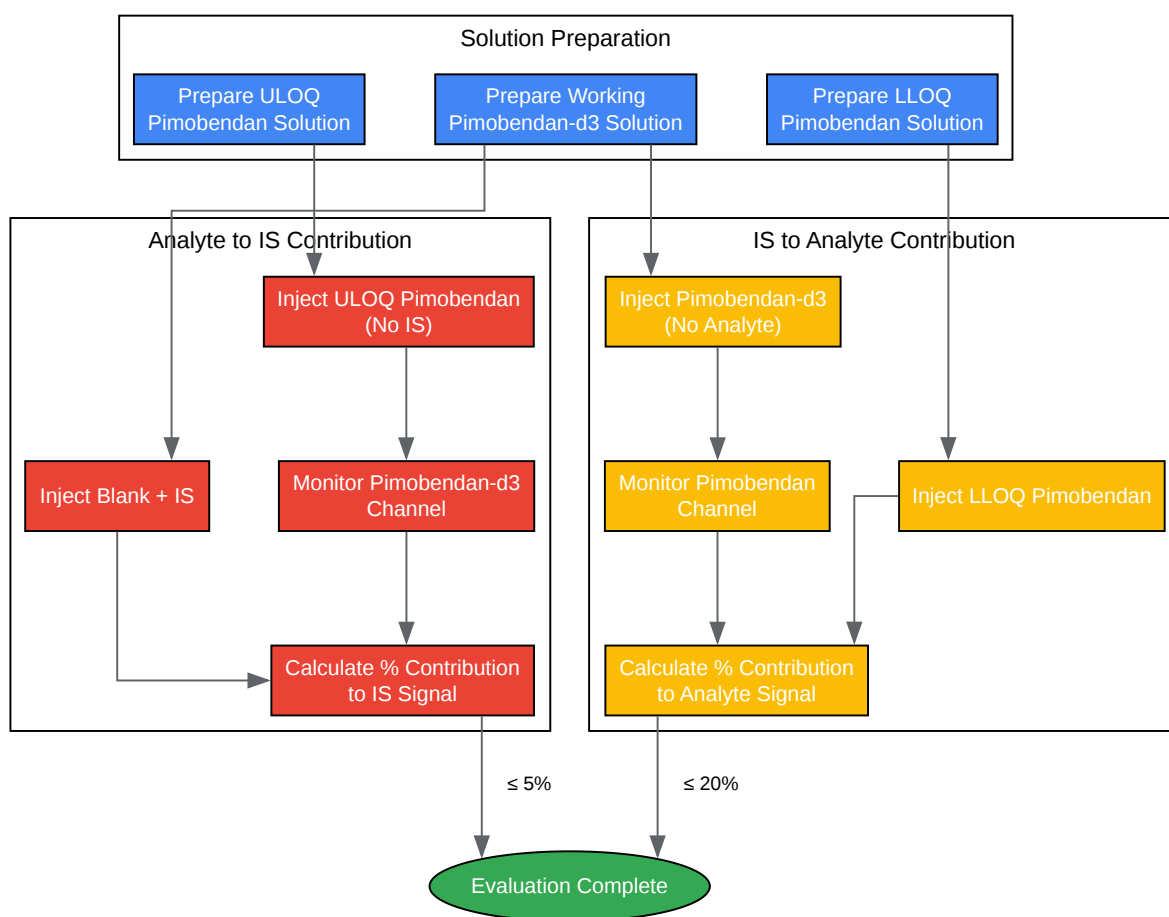 Solution Preparation
Prepare ULOQ
Pimobendan Solution
Prepare Working
Pimobendan-d3 Solution
Prepare LLOQ
Pimobendan Solution
Analyte to IS Contribution
Inject ULOQ Pimobendan
(No IS)
Inject Blank + IS
Monitor Pimobendan-d3
Channel
Calculate % Contribution
to IS Signal
IS to Analyte Contribution
Inject Pimobendan-d3
(No Analyte)
Monitor Pimobendan
Channel
Inject LLOQ Pimobendan
Calculate % Contribution
to Analyte Signal
≤ 5%
≤ 20%
Evaluation Complete